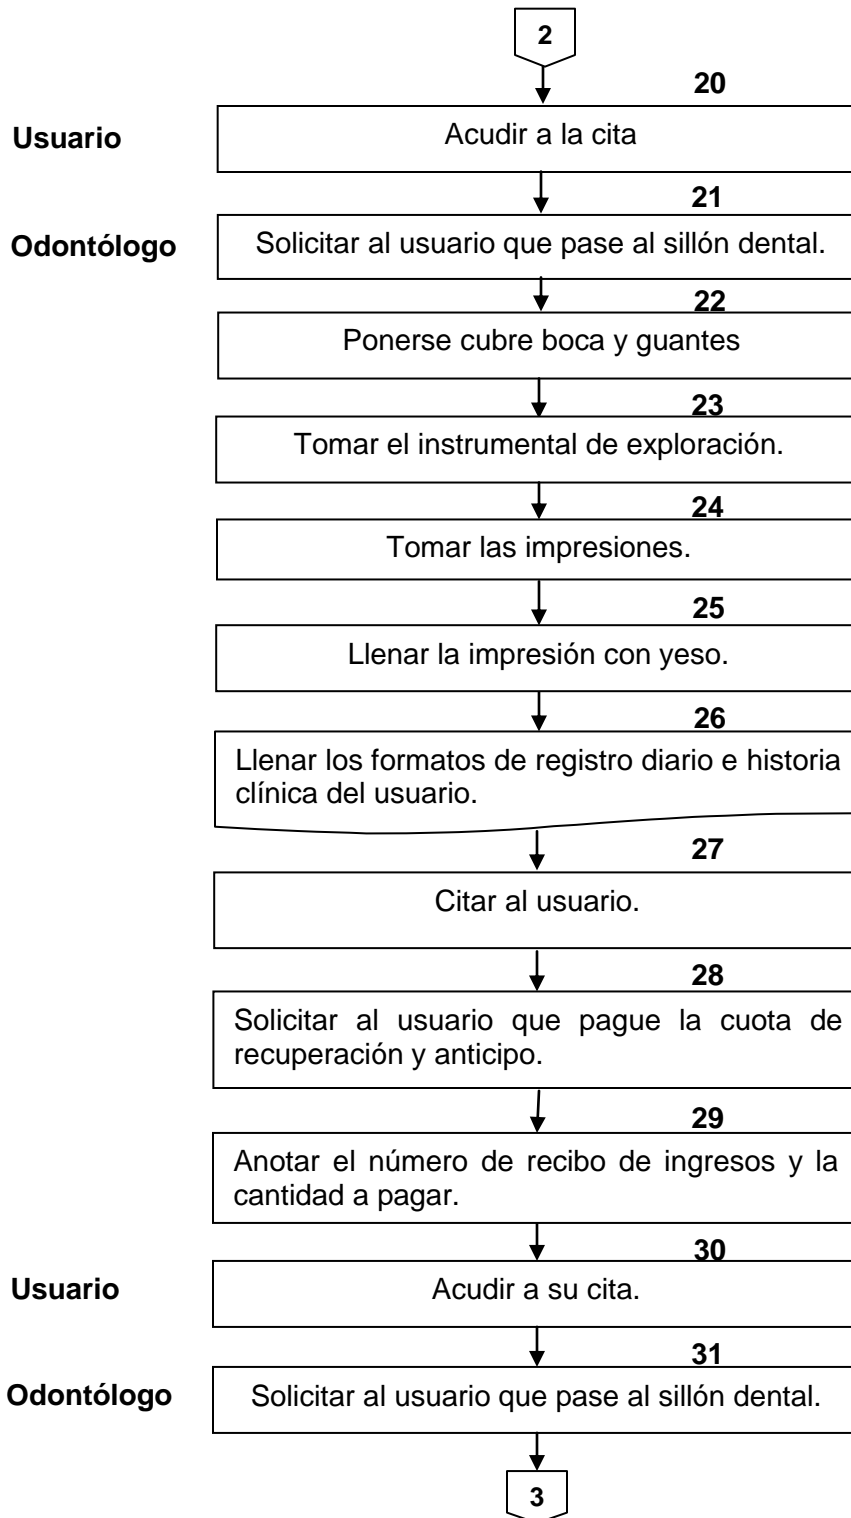 2
20
Usuario
Acudir a la cita
21
Odontólogo
Solicitar al usuario que pase al sillón dental.
22
Ponerse cubre boca y guantes
23
Tomar el instrumental de exploración.
24
Tomar las impresiones.
25
Llenar la impresión con yeso.
26
Llenar los formatos de registro diario e historia
clínica del usuario.
27
Citar al usuario.
28
Solicitar al usuario que pague la cuota de
recuperación y anticipo.
29
Anotar el número de recibo de ingresos y la
cantidad a pagar.
30
Usuario
Acudir a su cita.
31
Odontólogo
Solicitar al usuario que pase al sillón dental.
3